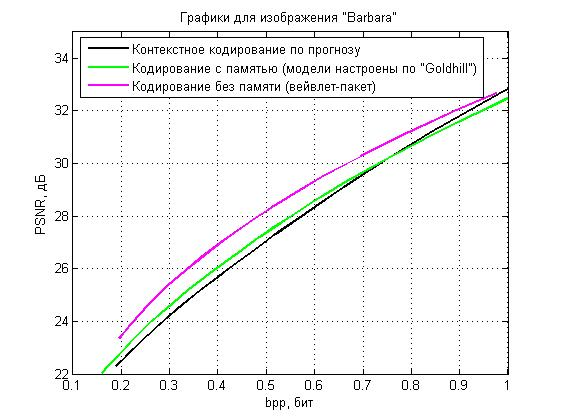 Графики для изображения "Barbara"
Контекстное кодирование по прогнозу
Кодирование с памятью (модели настроены по "Goldhill")
Кодирование без памяти (вейвлет-пакет)
PSNR, дБ
34
32
30
28
26
24
22
0.1 0.2 0.3 0.4 0.5 0.6 0.7 0.8 0.9 1
bpp, бит